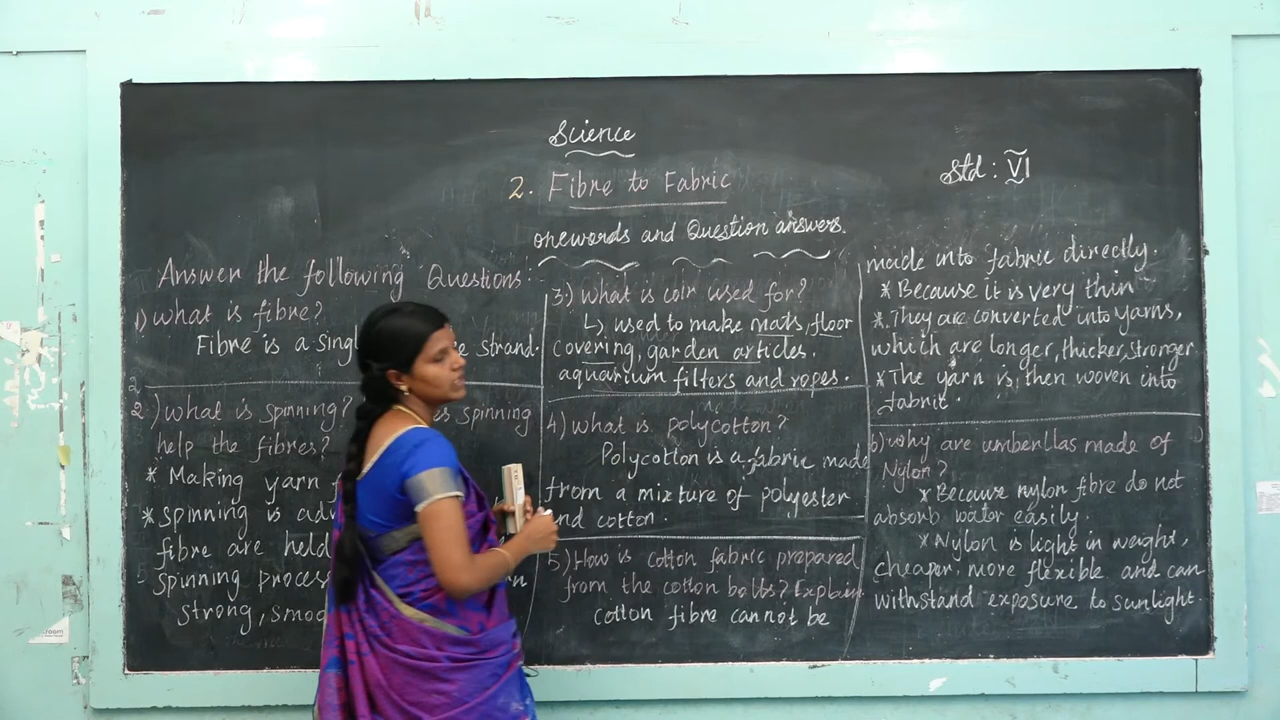 Science
2. Fibre to Fabric
Std : VI
onewords and Question answers.
Answer the following Questions:
1) What is fibre?
Fibre is a sing e strand.
2
2) What is spinning? es spinning
help the fibres?
* Making yarn
* Spinning is adv
fibre are held
Spinning proces n
strong, smoo
3.) What is coir used for?
L), used to make mats, floor
covering, garden articles.
aquarium filters and ropes.
4) What is polycotton?
Polycotton is a fabric made
from a mixture of polyester
and cotton.
5) How is cotton fabric prepared
from the cotton bolls? Explain
cotton fibre cannot be
made into fabric directly.
* Because it is very thin
* They are converted into yarns,
which are longer, thicker, stronger
* The yarn is, then woven into
fabric.
6) why are umberllas made of
Nylon?
* Because nylon fibre do not
absorb water easily.
* Nylon is light in weight,
cheaper more flexible and can
withstand exposure to sunlight.